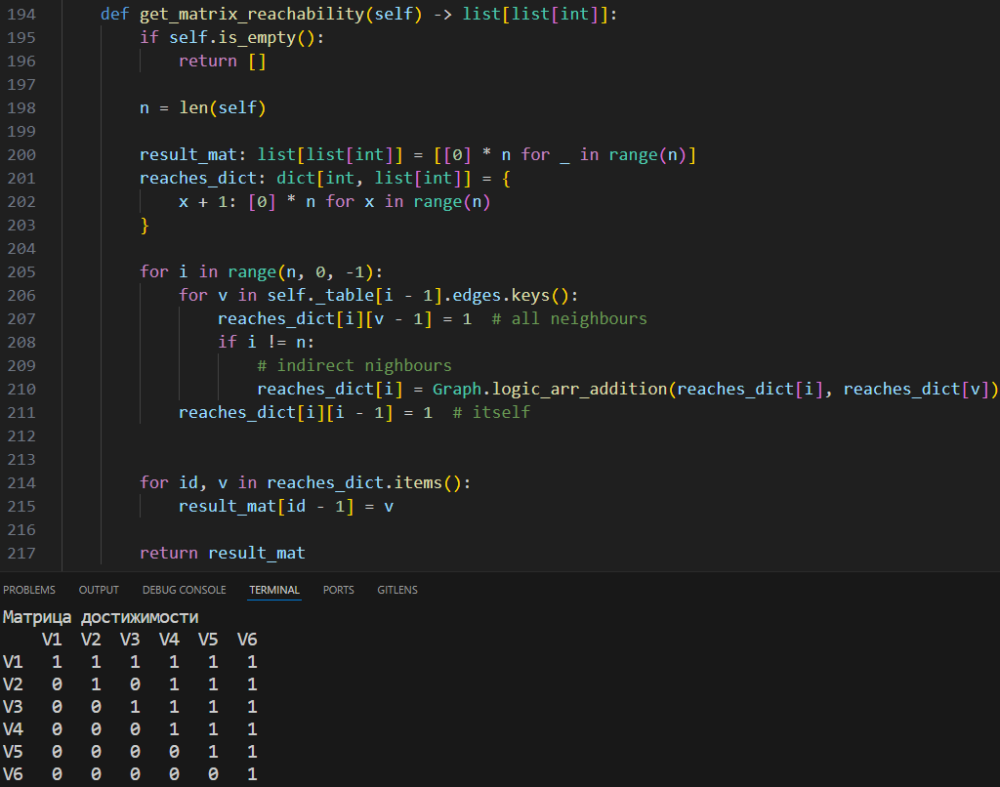 194 def get_matrix_reachability(self) -> list[list[int]]:
195 if self.is_empty():
196 return []
197
198 n = len(self)
199
200 result_mat: list[list[int]] = [[0] * n for _ in range(n)]
201 reaches_dict: dict[int, list[int]] = {
202 x + 1: [0] * n for x in range(n)
203 }
204
205 for i in range(n, 0, -1):
206 for v in self._table[i - 1].edges.keys():
207 reaches_dict[i][v - 1] = 1  # all neighbours
208 if i != n:
209 # indirect nighbours
210 reaches_dict[i] = Graph.logic_arr_addition(reaches_dict[i], reaches_dict[v])
211 reaches_dict[i][i - 1] = 1  # itself
212
213
214 for id, v in reaches_dict.items():
215 result_mat[id - 1] = v
216
217 return result_mat
PROBLEMS OUTPUT DEBUG CONSOLE TERMINAL PORTS GITLENS
Матрица достижимости
V1 V2 V3 V4 V5 V6
V1 1 1 1 1 1 1
V2 0 1 0 1 1 1
V3 0 0 1 1 1 1
V4 0 0 0 1 1 1
V5 0 0 0 0 1 1
V6 0 0 0 0 0 1